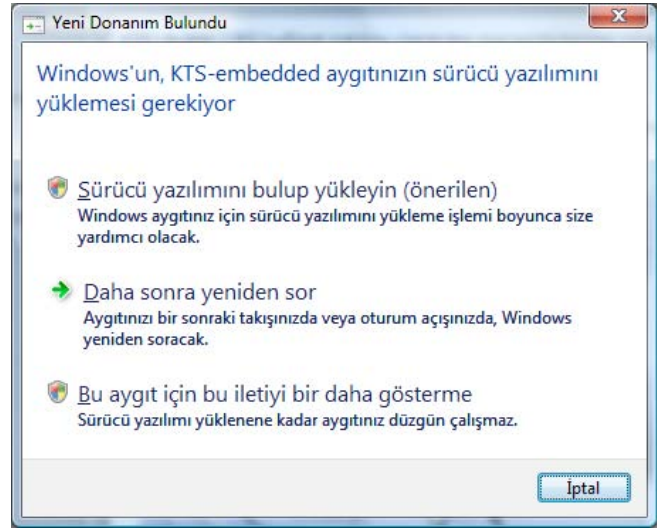 Yeni Donanım Bulundu
Windows'un, KTS-embedded aygıtınızın sürücü yazılımını
yüklemesi gerekiyor
Sürücü yazılımını bulup yükleyin (önerilen)
Windows aygıtınız için sürücü yazılımını yükleme işlemi boyunca size
yardımcı olacak.
Daha sonra yeniden sor
Aygıtınızı bir sonraki takışınızda veya oturum açışınızda, Windows
yeniden soracak.
Bu aygıt için bu iletiyi bir daha gösterme
Sürücü yazılımı yüklenene kadar aygıtınız düzgün çalışmaz.
İptal